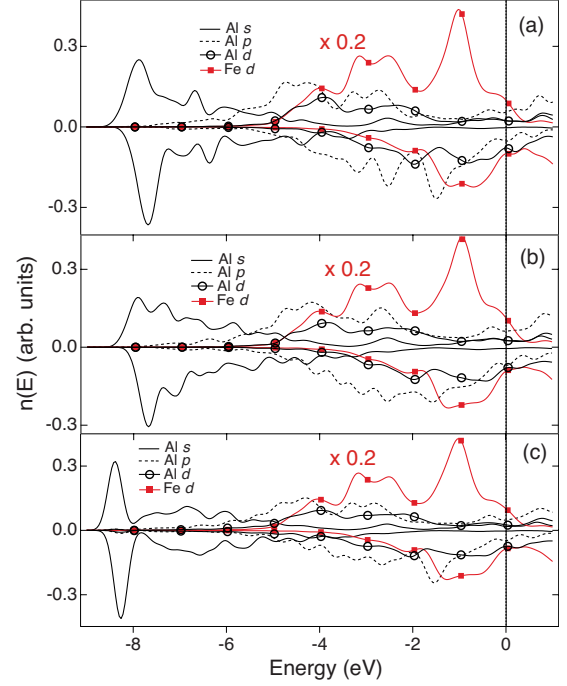 (a)
Al s
Al p
Al d
Fe d
x 0.2
0.3
0.0
-0.3
(b)
Al s
Al p
Al d
Fe d
x 0.2
0.3
0.0
-0.3
n(E) (arb. units)
(c)
Al s
Al p
Al d
Fe d
x 0.2
0.3
0.0
-0.3
-8 -6 -4 -2 0
Energy (eV)